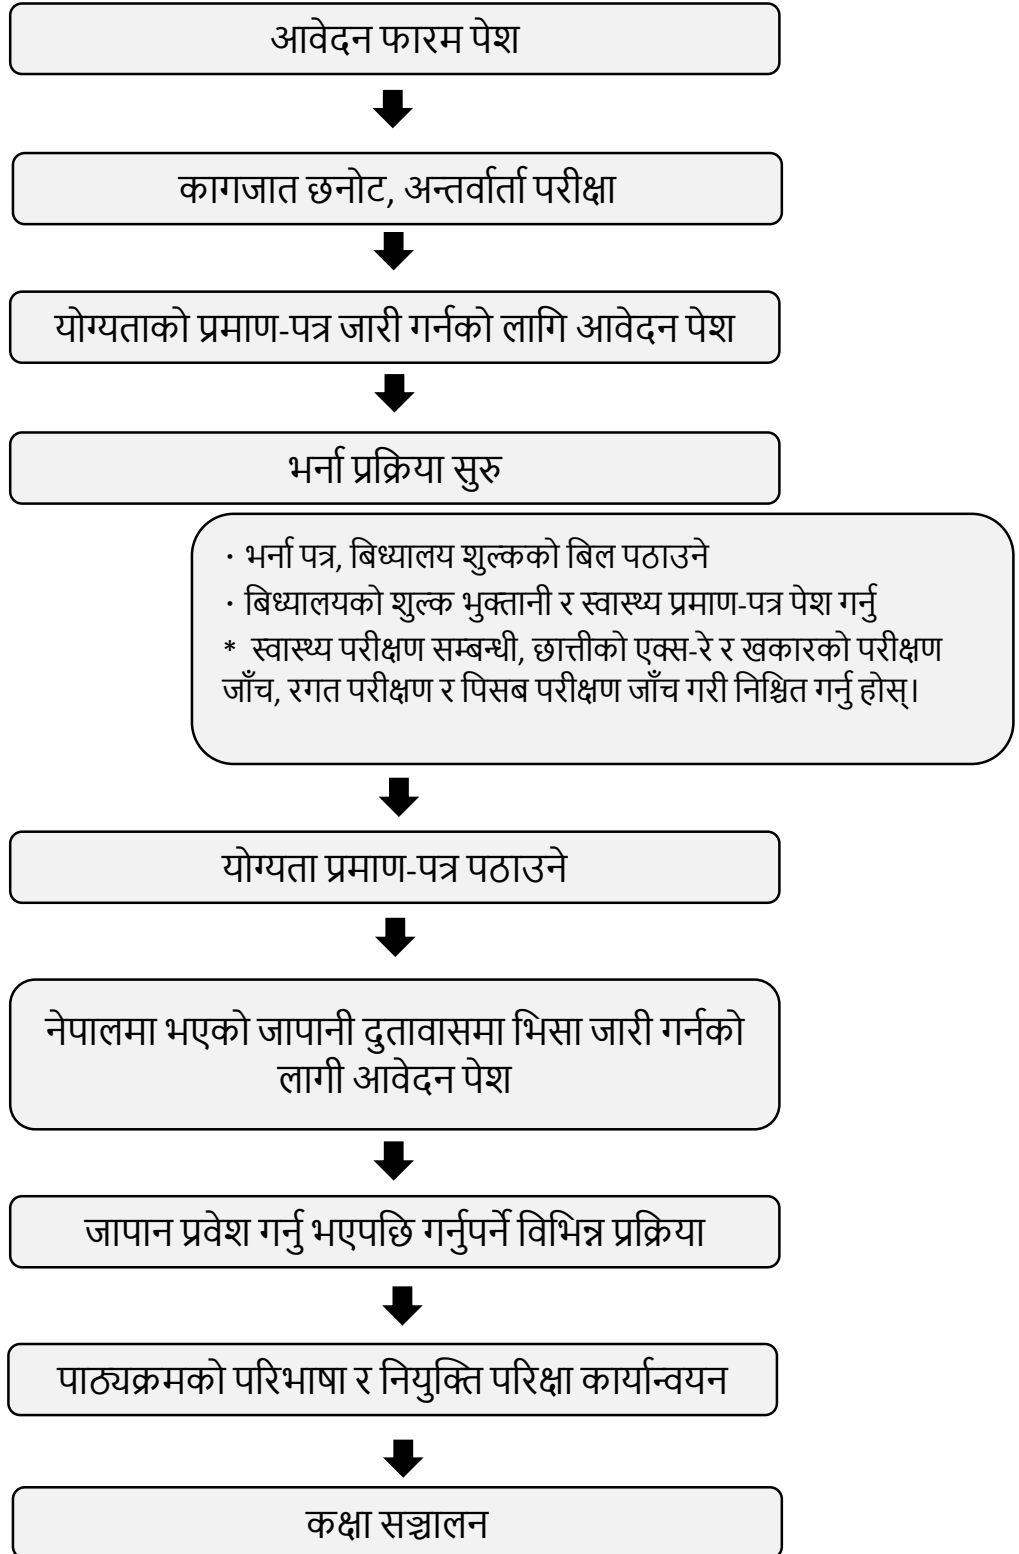 आवेदन फारम पेश
कागजात छनोट, अन्तर्वार्ता परीक्षा
योग्यताको प्रमाण-पत्र जारी गर्नको लागि आवेदन पेश
भर्ना प्रक्रिया सुरु
・भर्ना पत्र, बिध्यालय शुल्कको बिल पठाउने
・बिध्यालयको शुल्क भुक्तानी र स्वास्थ्य प्रमाण-पत्र पेश गर्नु
* स्वास्थ्य परीक्षण सम्बन्धी, छात्तीको एक्स-रे र खकारको परीक्षण
जाँच, रगत परीक्षण र पिसब परीक्षण जाँच गरी निश्चित गर्नु होस्।
योग्यता प्रमाण-पत्र पठाउने
नेपालमा भएको जापानी दुतावासमा भिसा जारी गर्नको
लागी आवेदन पेश
जापान प्रवेश गर्नु भएपछि गर्नुपर्ने विभिन्न प्रक्रिया
पाठ्यक्रमको परिभाषा र नियुक्ति परिक्षा कार्यान्वयन
कक्षा सञ्चालन